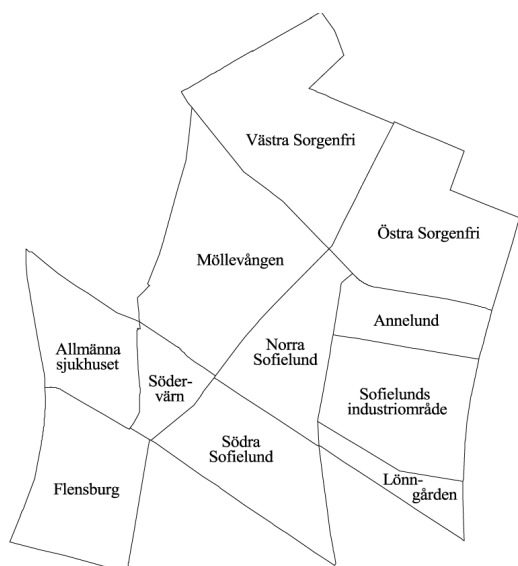 Västra Sorgenfri
Östra Sorgenfri
Möllevången
Annelund
Norra
Sofielund
Allmänna
sjukhuset
Söder-
värn
Sofielunds
industriområde
Södra
Sofielund
Lönn-
gården
Flensburg